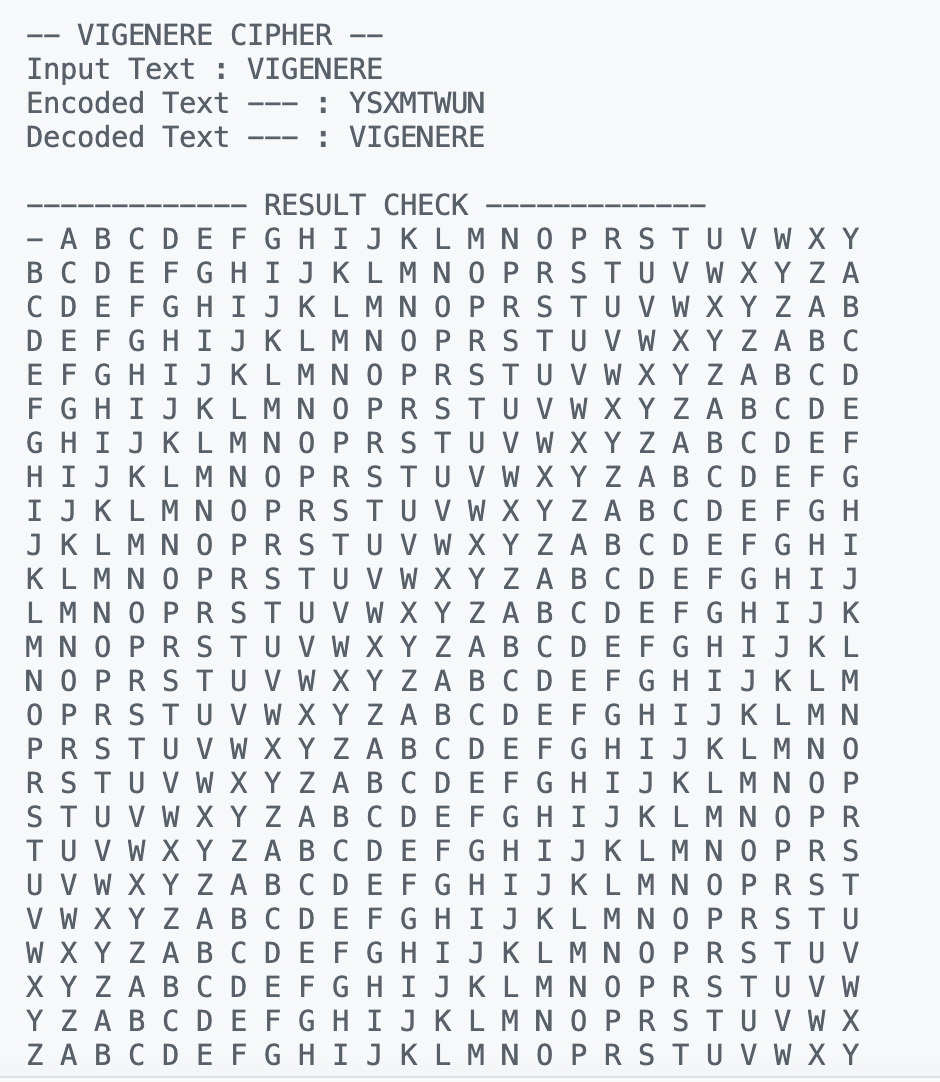 -- VIGENERE CIPHER --
Input Text : VIGENERE
Encoded Text --- : YSXMTWUN
Decoded Text --- : VIGENERE
------------- RESULT CHECK -------------
- A B C D E F G H I J K L M N O P R S T U V W X Y
B C D E F G H I J K L M N O P R S T U V W X Y Z A
C D E F G H I J K L M N O P R S T U V W X Y Z A B
D E F G H I J K L M N O P R S T U V W X Y Z A B C
E F G H I J K L M N O P R S T U V W X Y Z A B C D
F G H I J K L M N O P R S T U V W X Y Z A B C D E
G H I J K L M N O P R S T U V W X Y Z A B C D E F
H I J K L M N O P R S T U V W X Y Z A B C D E F G
I J K L M N O P R S T U V W X Y Z A B C D E F G H
J K L M N O P R S T U V W X Y Z A B C D E F G H I
K L M N O P R S T U V W X Y Z A B C D E F G H I J
L M N O P R S T U V W X Y Z A B C D E F G H I J K
M N O P R S T U V W X Y Z A B C D E F G H I J K L
N O P R S T U V W X Y Z A B C D E F G H I J K L M
O P R S T U V W X Y Z A B C D E F G H I J K L M N
P R S T U V W X Y Z A B C D E F G H I J K L M N O
R S T U V W X Y Z A B C D E F G H I J K L M N O P
S T U V W X Y Z A B C D E F G H I J K L M N O P R
T U V W X Y Z A B C D E F G H I J K L M N O P R S
U V W X Y Z A B C D E F G H I J K L M N O P R S T
V W X Y Z A B C D E F G H I J K L M N O P R S T U
W X Y Z A B C D E F G H I J K L M N O P R S T U V
X Y Z A B C D E F G H I J K L M N O P R S T U V W
Y Z A B C D E F G H I J K L M N O P R S T U V W X
Z A B C D E F G H I J K L M N O P R S T U V W X Y